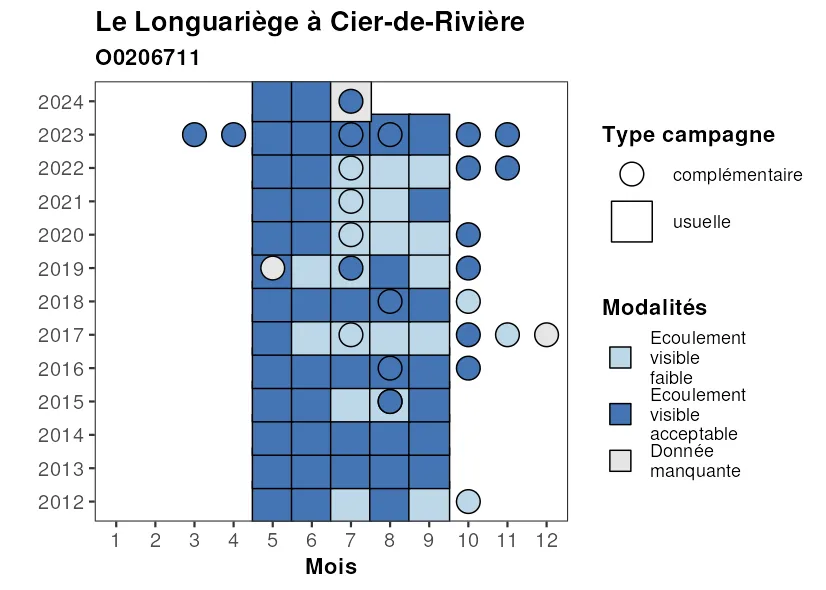 Le Longuariège à Cier-de-Rivière
O0206711
2024
2023
2022
2021
2020
2019
2018
2017
2016
2015
2014
2013
2012
1 2 3 4 5 6 7 8 9 10 11 12
Mois
Type campagne
complémentaire
usuelle
Modalités
Ecoulement
visible
faible
Ecoulement
visible
acceptable
Donnée
manquante